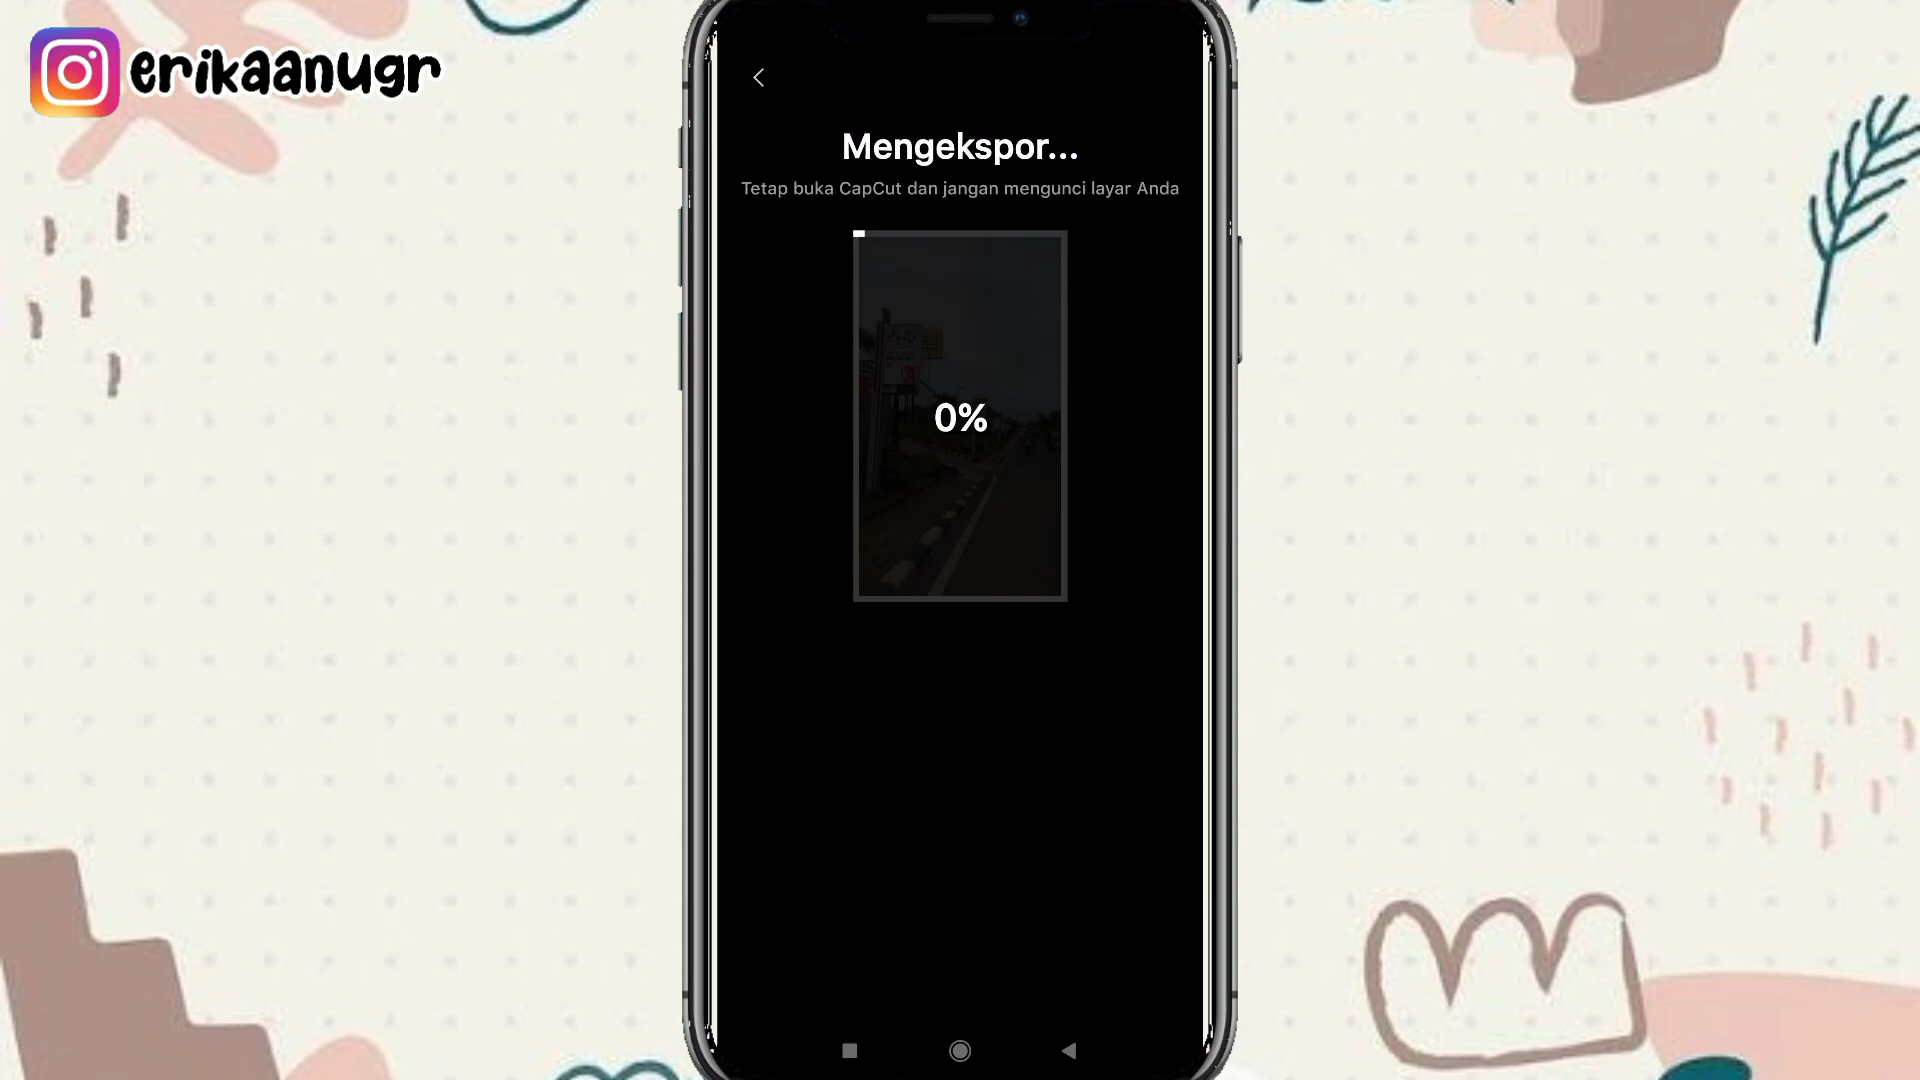 erikaanugr
Mengekspor...
Tetap buka CapCut dan jangan mengunci layar Anda
0%